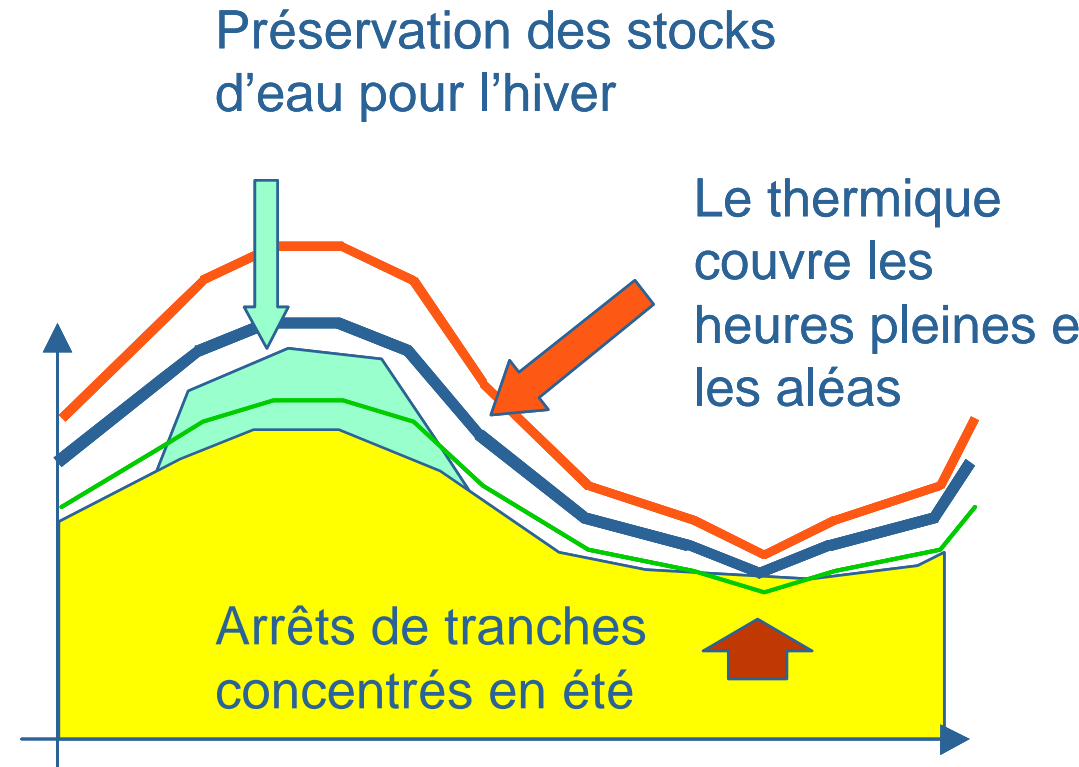 Préservation des stocks
d'eau pour l'hiver
Le thermique
couvre les
heures pleines e
les aléas
Arrêts de tranches
concentrés en été